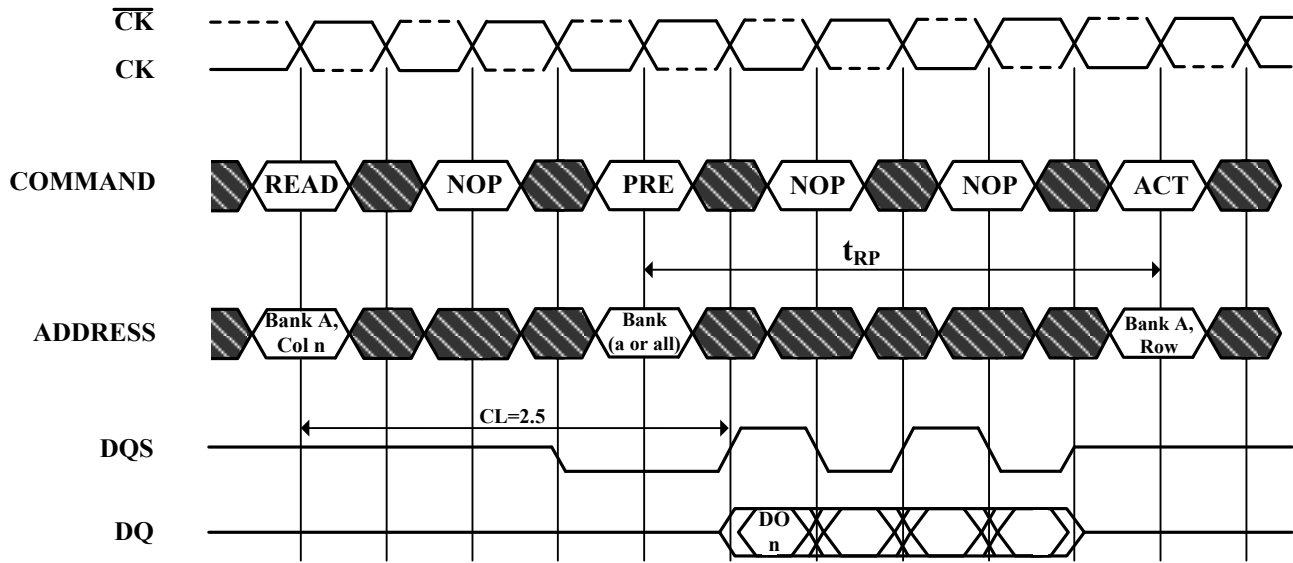 CK
CK
COMMAND
READ NOP PRE NOP NOP ACT
tRP
ADDRESS
Bank A,
Col n
Bank
(a or all)
Bank A,
Row
CL=2.5
DQS
DQ
DO
n